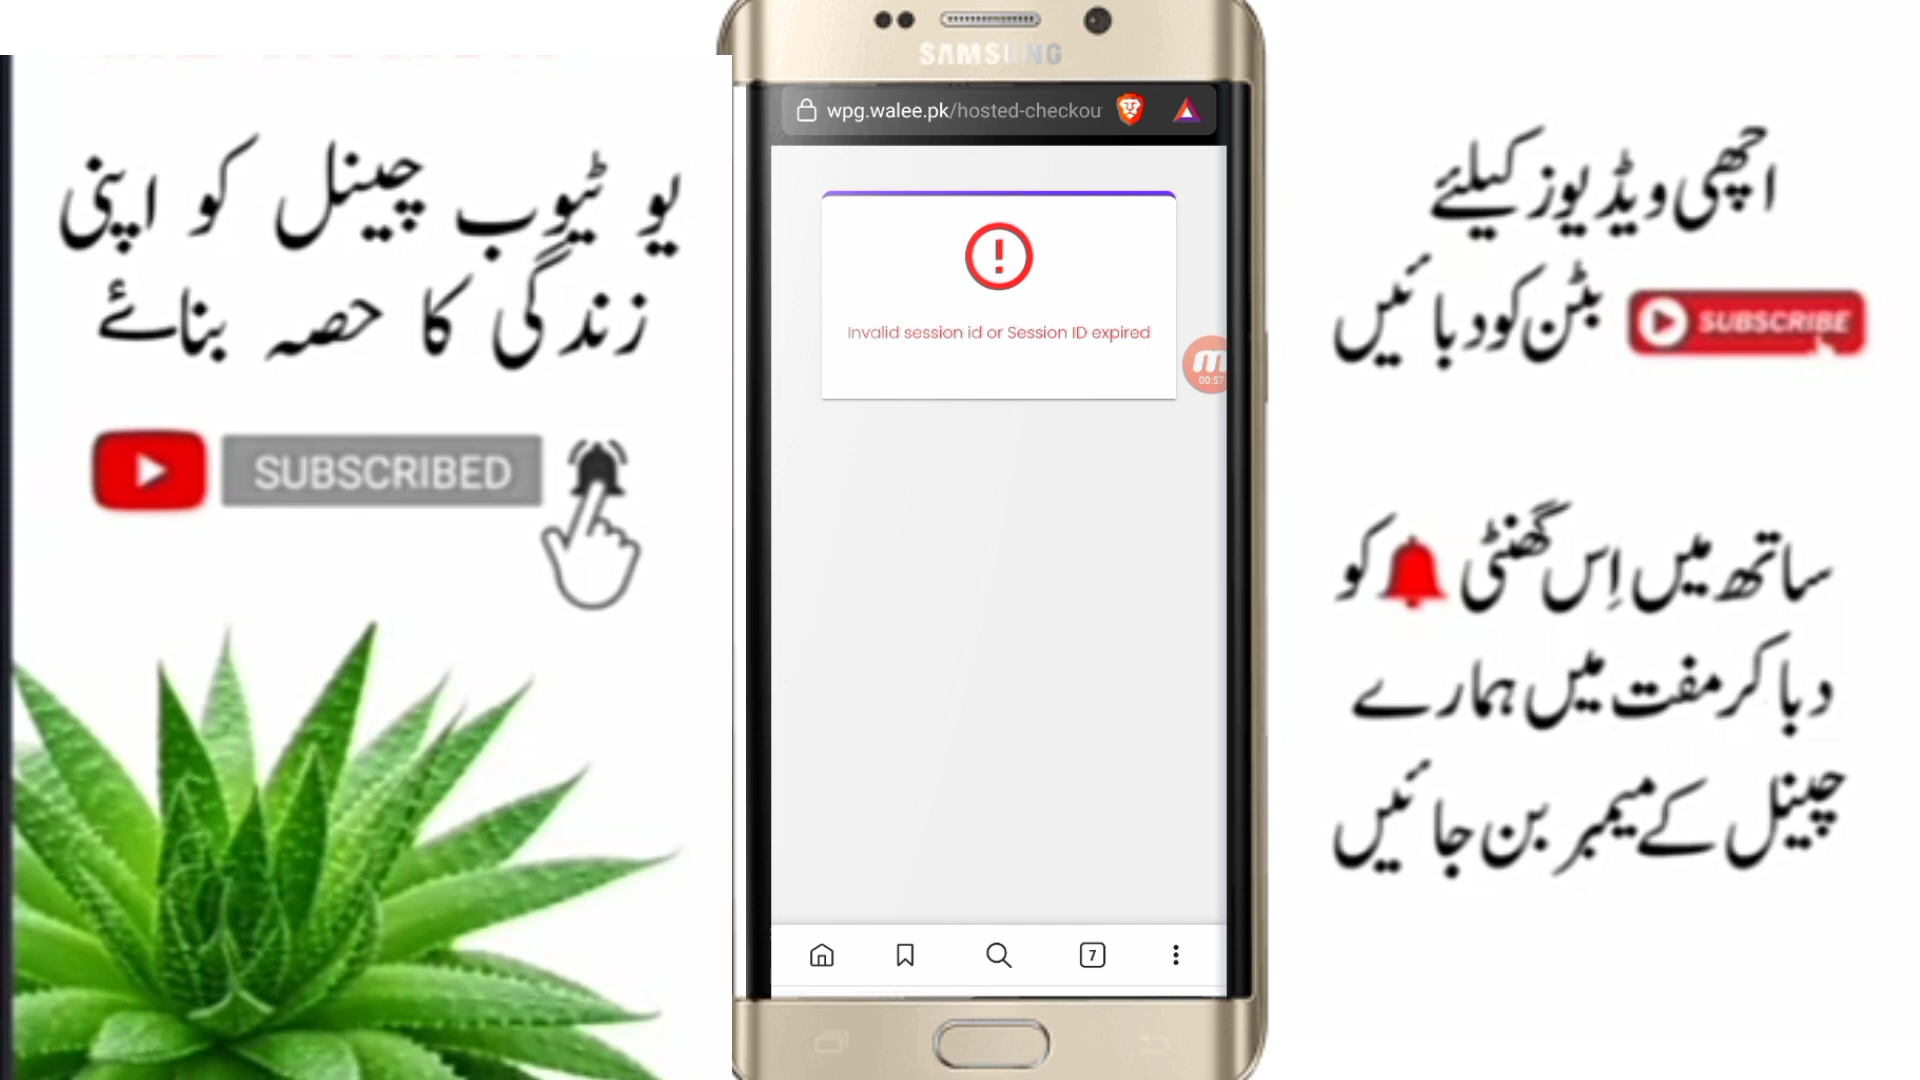 یو ٹیوب چینل کو اپنی
زندگی کا حصہ بنائے
SUBSCRIBED
SAMSUNG
wpg.walee.pk/hosted-checkou
Invalid session id or Session ID expired
00:57
7
اچھی ویڈیوز کیلئے
بٹن کو دبائیں SUBSCRIBE
ساتھ میں اِس گھنٹی کو
دبا کر مفت میں ہمارے
چینل کے میمبر بن جائیں